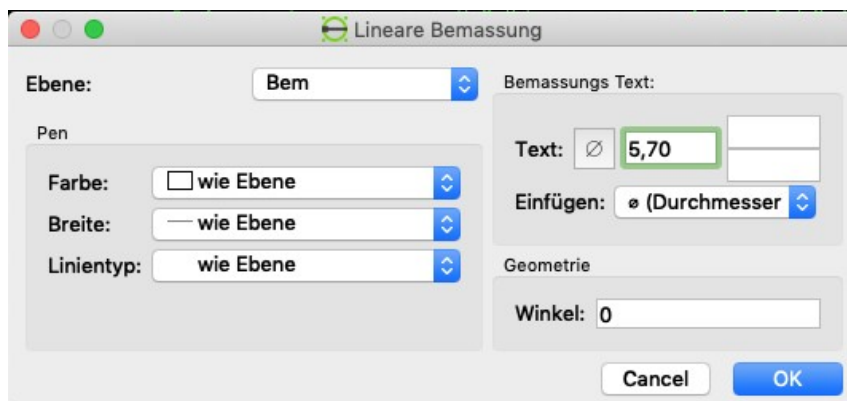 Lineare Bemassung
Ebene: Bem
Pen
Farbe: wie Ebene
Breite: wie Ebene
Linientyp: wie Ebene
Bemassungs Text:
Text: ∅ 5,70
Einfügen: ⌀ (Durchmesser
Geometrie
Winkel: 0
Cancel OK